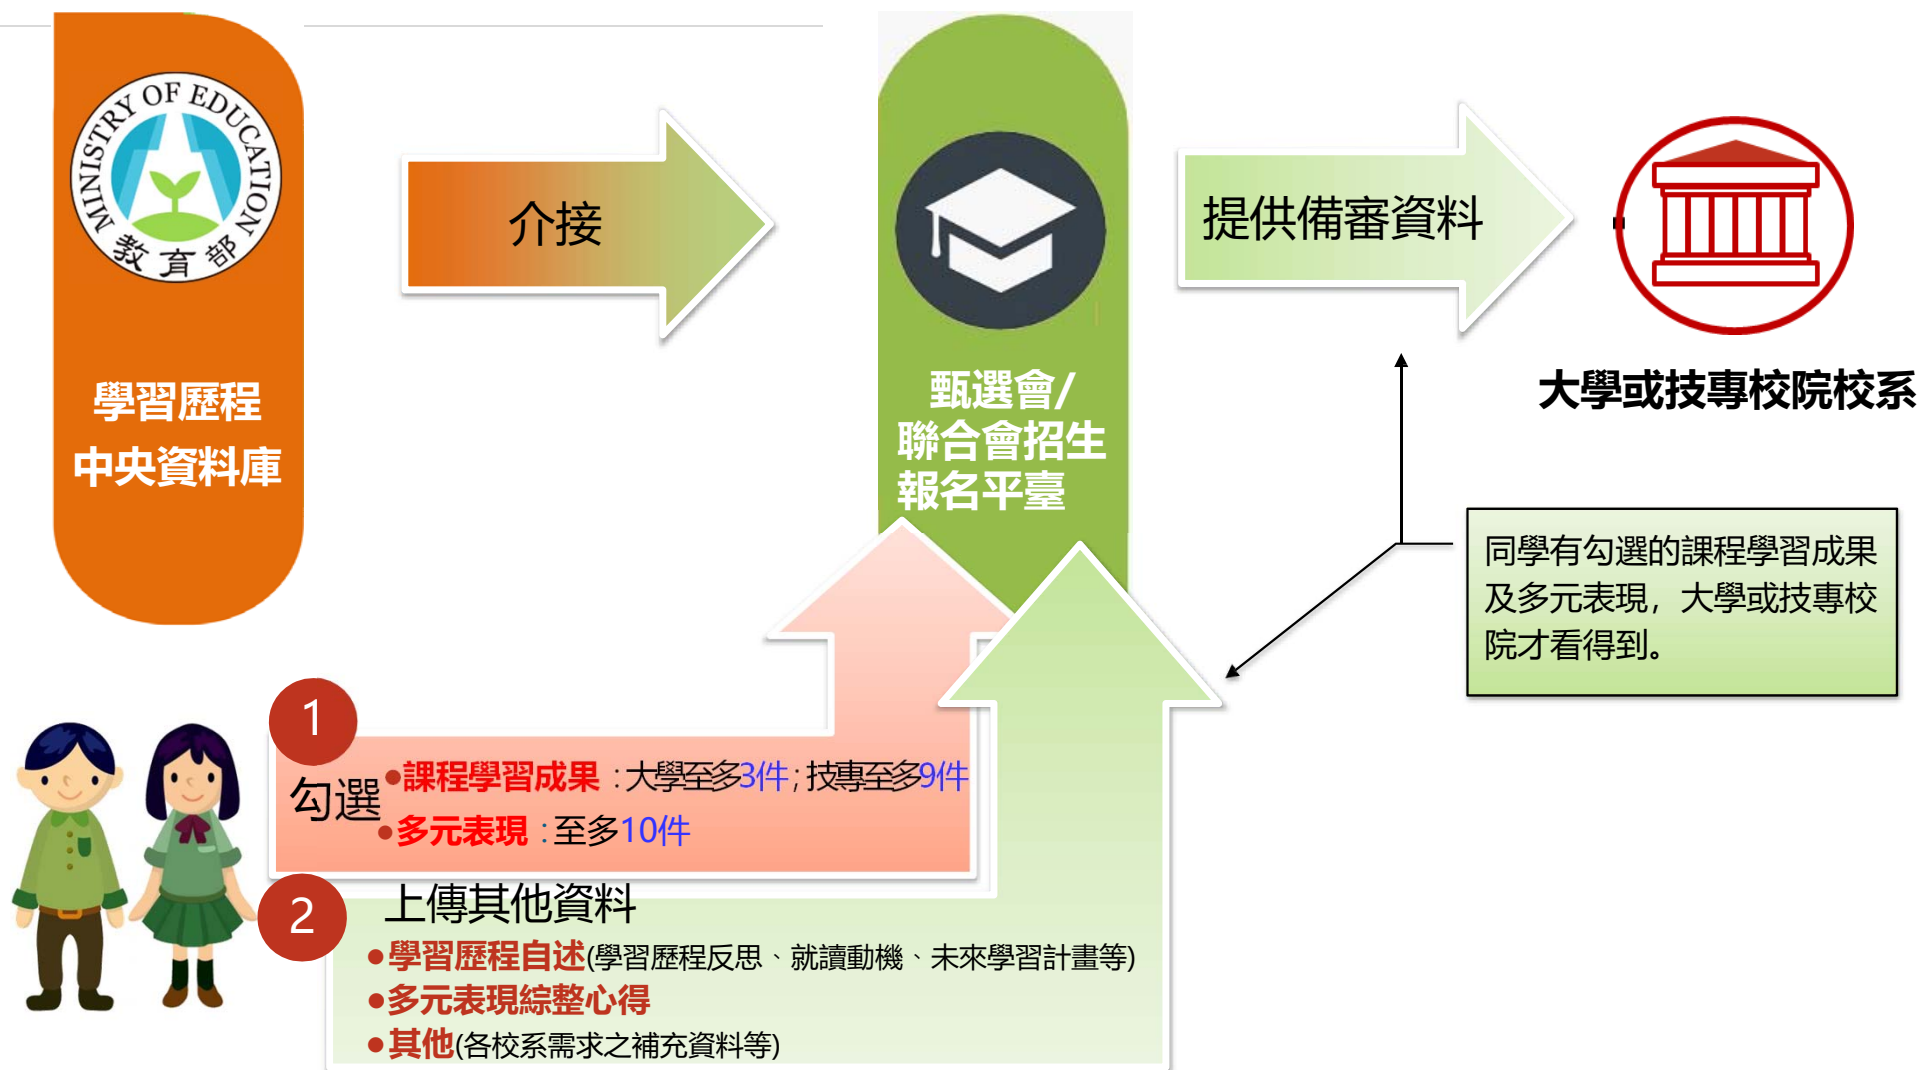 MINISTRY OF EDUCATION
教育部
學習歷程
中央資料庫
介接
甄選會/
聯合會招生
報名平臺
提供備審資料
大學或技專校院校系
同學有勾選的課程學習成果
及多元表現，大學或技專校
院才看得到。
1
勾選
●課程學習成果：大學至多3件；技專至多9件
●多元表現：至多10件
2
上傳其他資料
●學習歷程自述(學習歷程反思、就讀動機、未來學習計畫等)
●多元表現綜整心得
●其他(各校系需求之補充資料等)